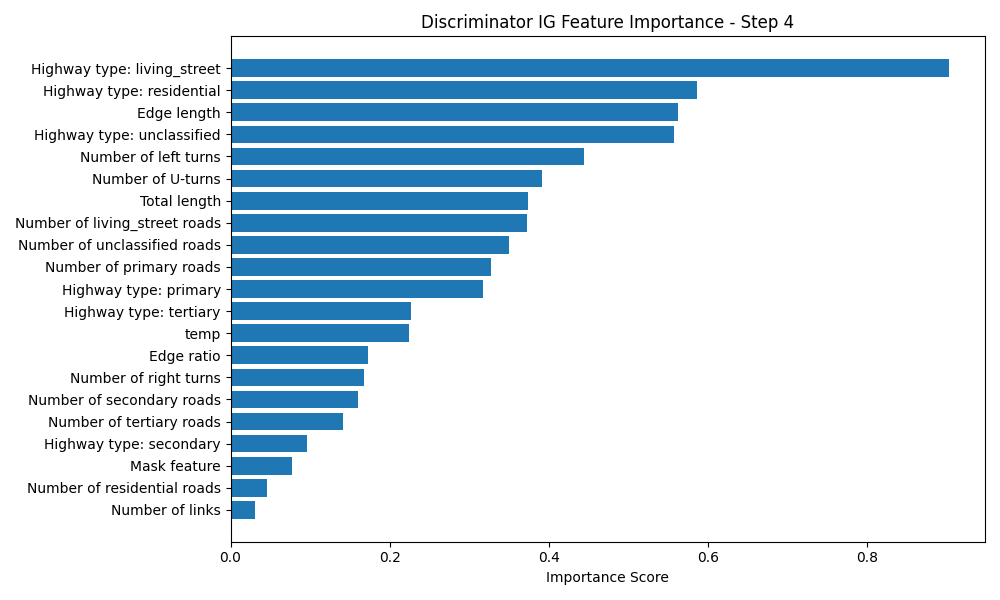 Discriminator IG Feature Importance - Step 4
Highway type: living_street
Highway type: residential
Edge length
Highway type: unclassified
Number of left turns
Number of U-turns
Total length
Number of living_street roads
Number of unclassified roads
Number of primary roads
Highway type: primary
Highway type: tertiary
temp
Edge ratio
Number of right turns
Number of secondary roads
Number of tertiary roads
Highway type: secondary
Mask feature
Number of residential roads
Number of links
0.0 0.2 0.4 0.6 0.8
Importance Score